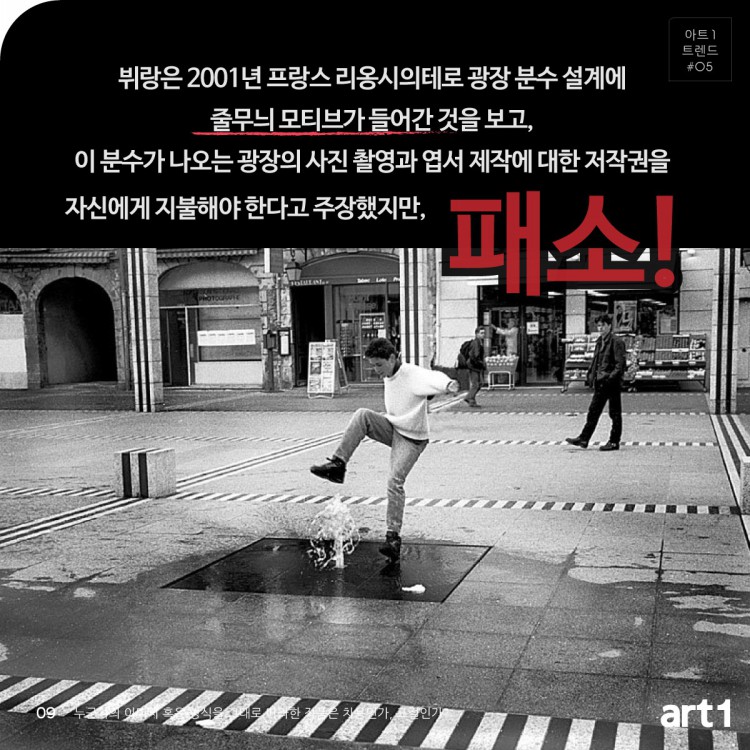 아트1
트렌드
#05
뷔랑은 2001년 프랑스 리옹시의테로 광장 분수 설계에
줄무늬 모티브가 들어간 것을 보고,
이 분수가 나오는 광장의 사진 촬영과 엽서 제작에 대한 저작권을
자신에게 지불해야 한다고 주장했지만,
패소!
PHOTOGRAPHE
Tabac Loto
09
art1